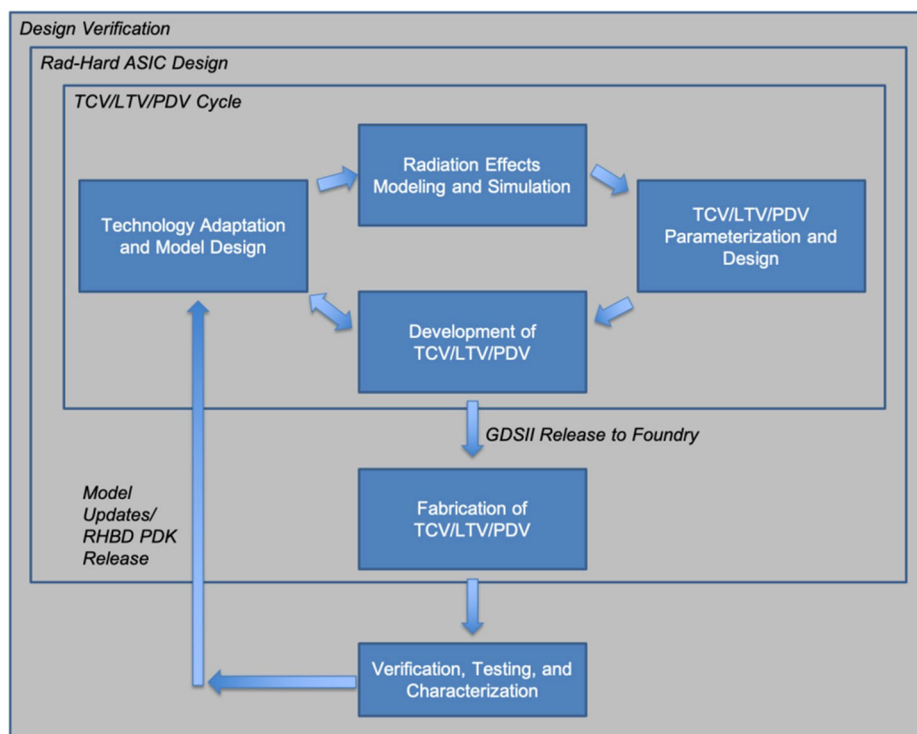 Design Verification
Rad-Hard ASIC Design
TCV/LTV/PDV Cycle
Radiation Effects
Modeling and Simulation
Technology Adaptation
and Model Design
TCV/LTV/PDV
Parameterization and
Design
Development of
TCV/LTV/PDV
GDSII Release to Foundry
Model
Updates/
RHBD PDK
Release
Fabrication of
TCV/LTV/PDV
Verification, Testing, and
Characterization